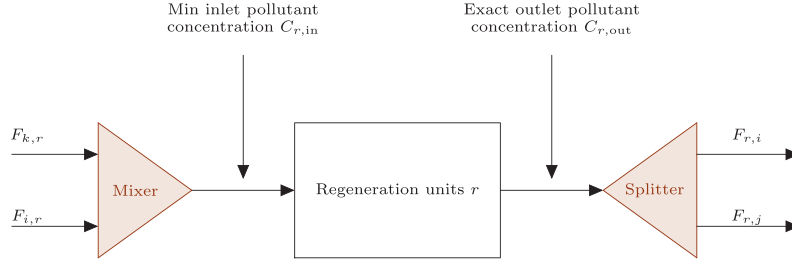 Min inlet pollutant
concentration C_{r,in}
Exact outlet pollutant
concentration C_{r,out}
F_{k,r}
F_{i,r}
Mixer
Regeneration units r
Splitter
F_{r,i}
F_{r,j}